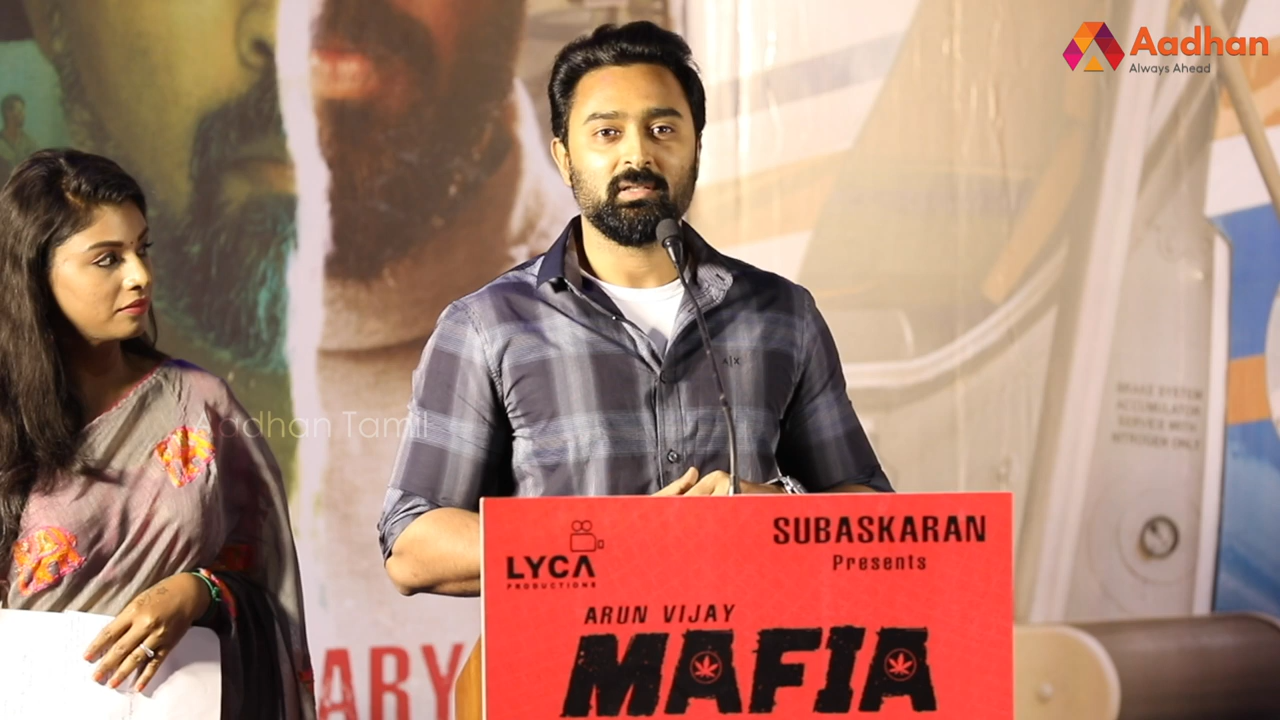 Aadhan
Always Ahead
Aadhan Tamil
BRAKE SYSTEM
ACCUMULATOR
SERVICE WITH
NITROGEN ONLY
A|X
SUBASKARAN
Presents
LYCA
PRODUCTIONS
ARUN VIJAY
MAFIA
ARY